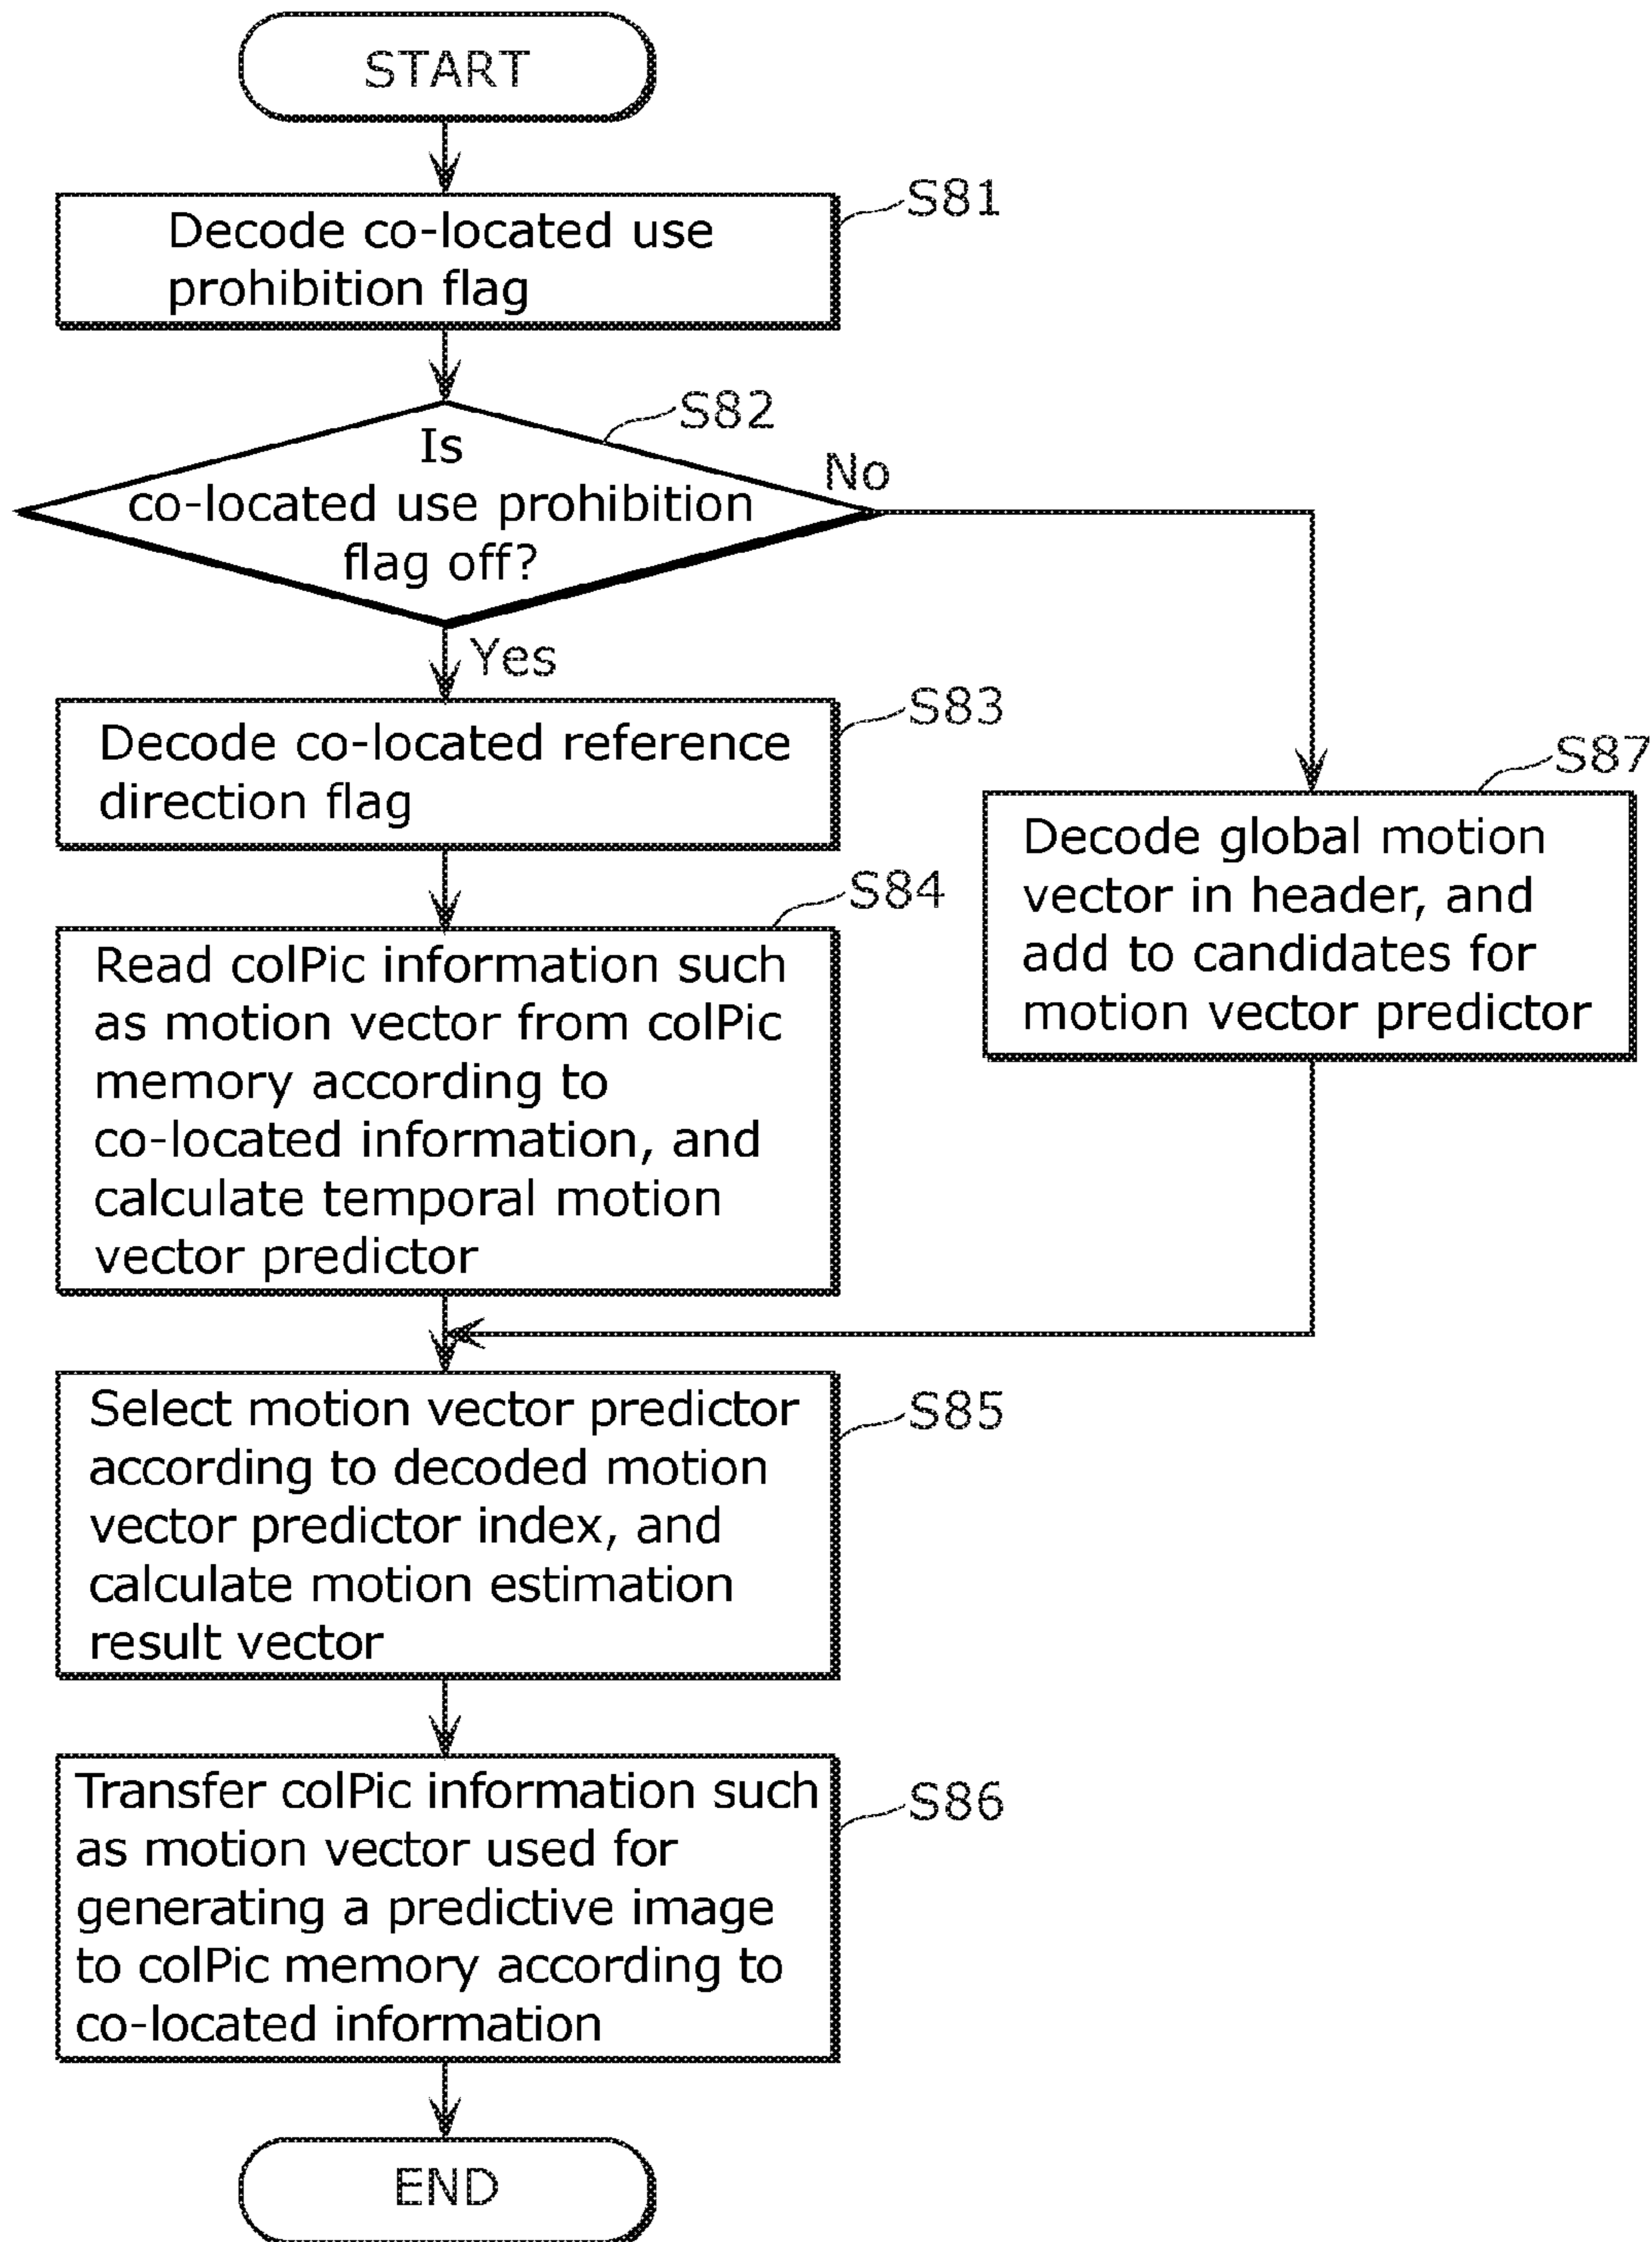 START
S81
Decode co-located use
prohibition flag
S82
Is
co-located use prohibition
flag off?
No
Yes
S83
Decode co-located reference
direction flag
S87
Decode global motion
vector in header, and
add to candidates for
motion vector predictor
S84
Read colPic information such
as motion vector from colPic
memory according to
co-located information, and
calculate temporal motion
vector predictor
S85
Select motion vector predictor
according to decoded motion
vector predictor index, and
calculate motion estimation
result vector
S86
Transfer colPic information such
as motion vector used for
generating a predictive image
to colPic memory according to
co-located information
END